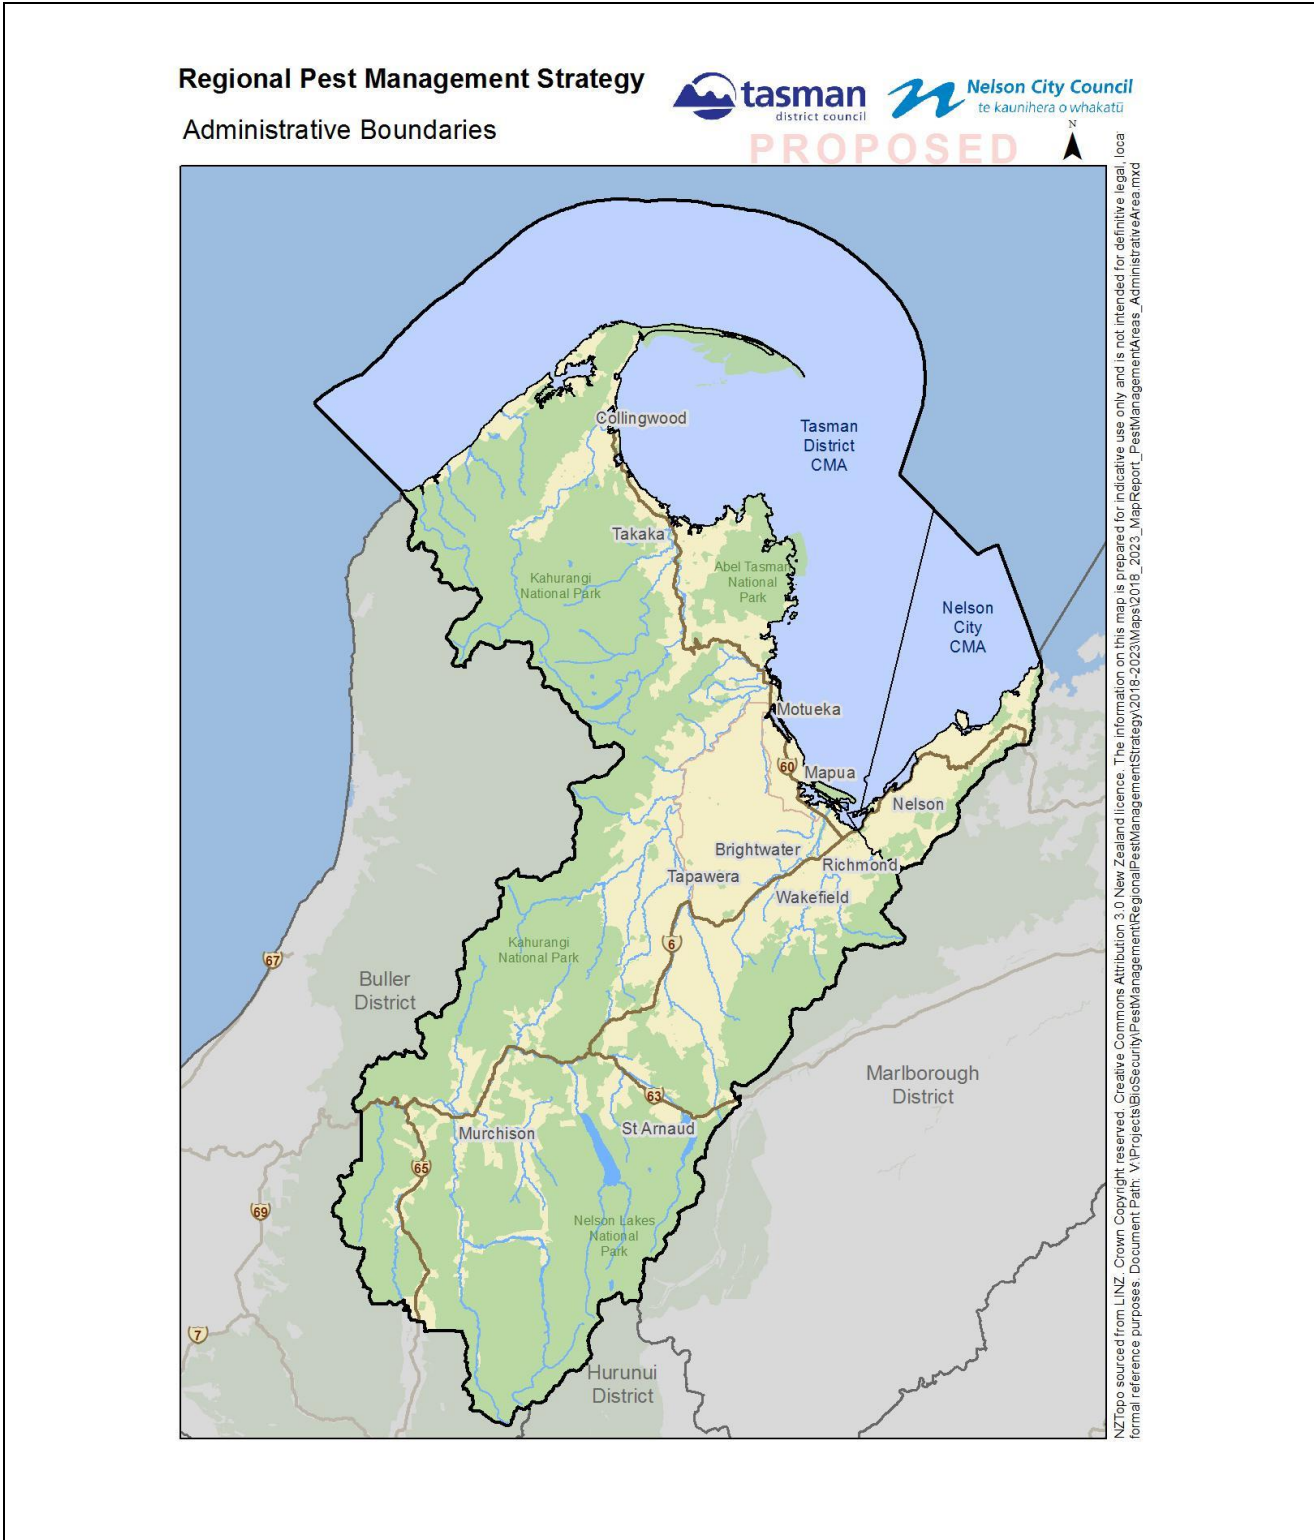 Regional Pest Management Strategy
Administrative Boundaries
tasman
district council
Nelson City Council
te kaunihera o whakatū
PROPOSED
N
Collingwood
Tasman
District
CMA
Takaka
Kahurangi
National Park
Abel Tasman
National
Park
Nelson
City
CMA
Motueka
60
Mapua
Nelson
Brightwater
Richmond
Tapawera
Wakefield
6
Kahurangi
National Park
67
Buller
District
Marlborough
District
63
Murchison
St Arnaud
65
69
Nelson Lakes
National
Park
7
Hurunui
District
NZTopo sourced from LINZ. Crown Copyright reserved. Creative Commons Attribution 3.0 New Zealand licence. The information on this map is prepared for indicative use only and is not intended for definitive legal, loca
formal reference purposes. Document Path: V:\Projects\BioSecurity\PestManagement\RegionalPestManagementStrategy\2018-2023\Maps\2018_2023_MapReport_PestManagementAreas_AdministrativeArea.mxd